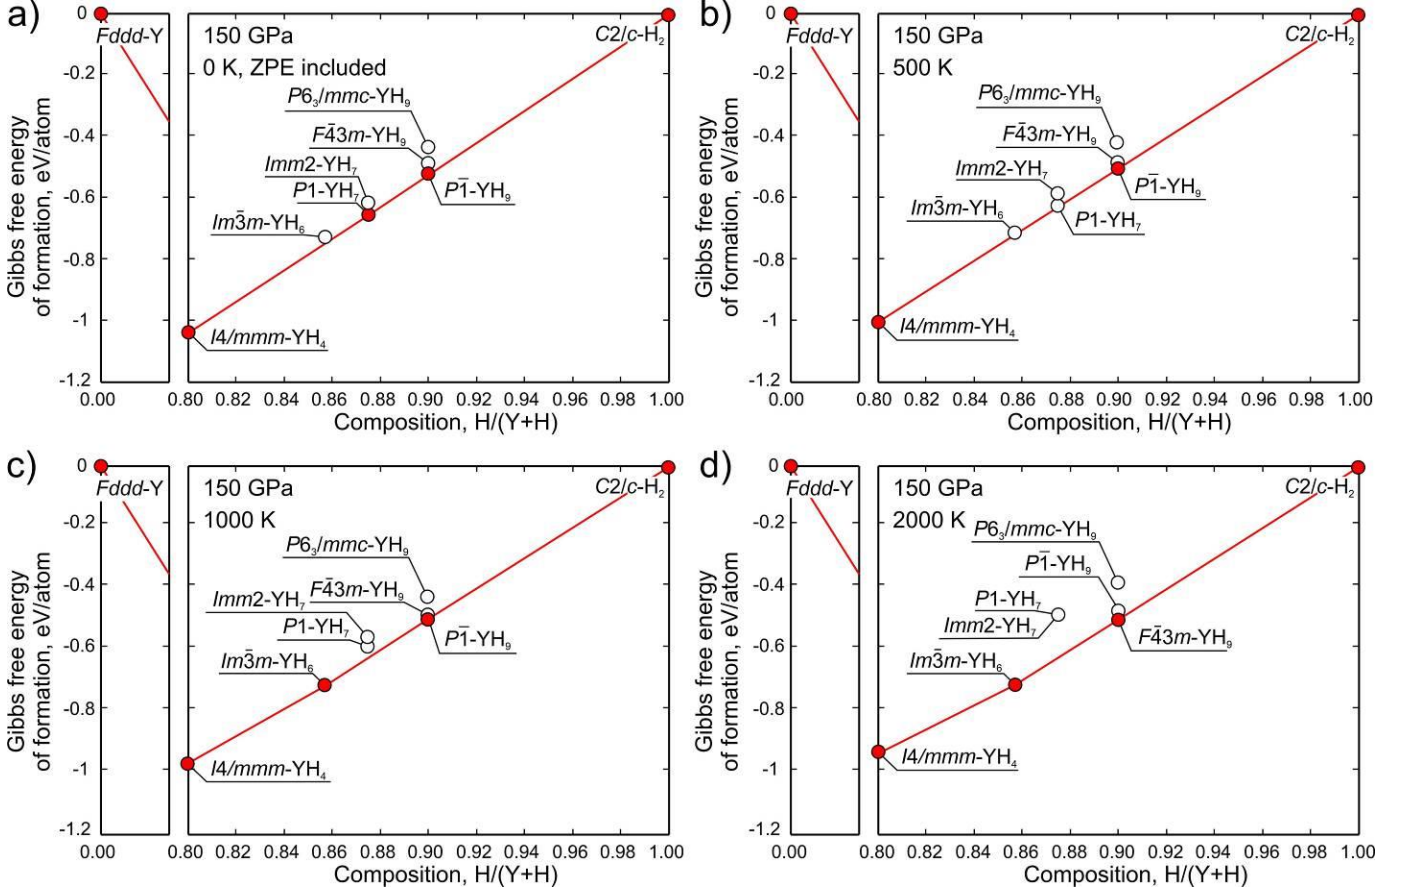 a)
Gibbs free energy
of formation, eV/atom
0
-0.2
-0.4
-0.6
-0.8
-1
-1.2
Fddd-Y
150 GPa
0 K, ZPE included
C2/c-H₂
P6₃/mmc-YH₉
F4̅3m-YH₉
Imm2-YH₇
P1-YH₇
P1̅-YH₉
Im3̅m-YH₆
I4/mmm-YH₄
0.00 0.80 0.82 0.84 0.86 0.88 0.90 0.92 0.94 0.96 0.98 1.00
Composition, H/(Y+H)
b)
Gibbs free energy
of formation, eV/atom
0
-0.2
-0.4
-0.6
-0.8
-1
-1.2
Fddd-Y
150 GPa
500 K
C2/c-H₂
P6₃/mmc-YH₉
F4̅3m-YH₉
Imm2-YH₇
P1̅-YH₉
Im3̅m-YH₆
P1-YH₇
I4/mmm-YH₄
0.00 0.80 0.82 0.84 0.86 0.88 0.90 0.92 0.94 0.96 0.98 1.00
Composition, H/(Y+H)
c)
Gibbs free energy
of formation, eV/atom
0
-0.2
-0.4
-0.6
-0.8
-1
-1.2
Fddd-Y
150 GPa
1000 K
C2/c-H₂
P6₃/mmc-YH₉
F4̅3m-YH₉
Imm2-YH₇
P1-YH₇
P1̅-YH₉
Im3̅m-YH₆
I4/mmm-YH₄
0.00 0.80 0.82 0.84 0.86 0.88 0.90 0.92 0.94 0.96 0.98 1.00
Composition, H/(Y+H)
d)
Gibbs free energy
of formation, eV/atom
0
-0.2
-0.4
-0.6
-0.8
-1
-1.2
Fddd-Y
150 GPa
2000 K
C2/c-H₂
P6₃/mmc-YH₉
P1̅-YH₉
P1-YH₇
Imm2-YH₇
F4̅3m-YH₉
Im3̅m-YH₆
I4/mmm-YH₄
0.00 0.80 0.82 0.84 0.86 0.88 0.90 0.92 0.94 0.96 0.98 1.00
Composition, H/(Y+H)